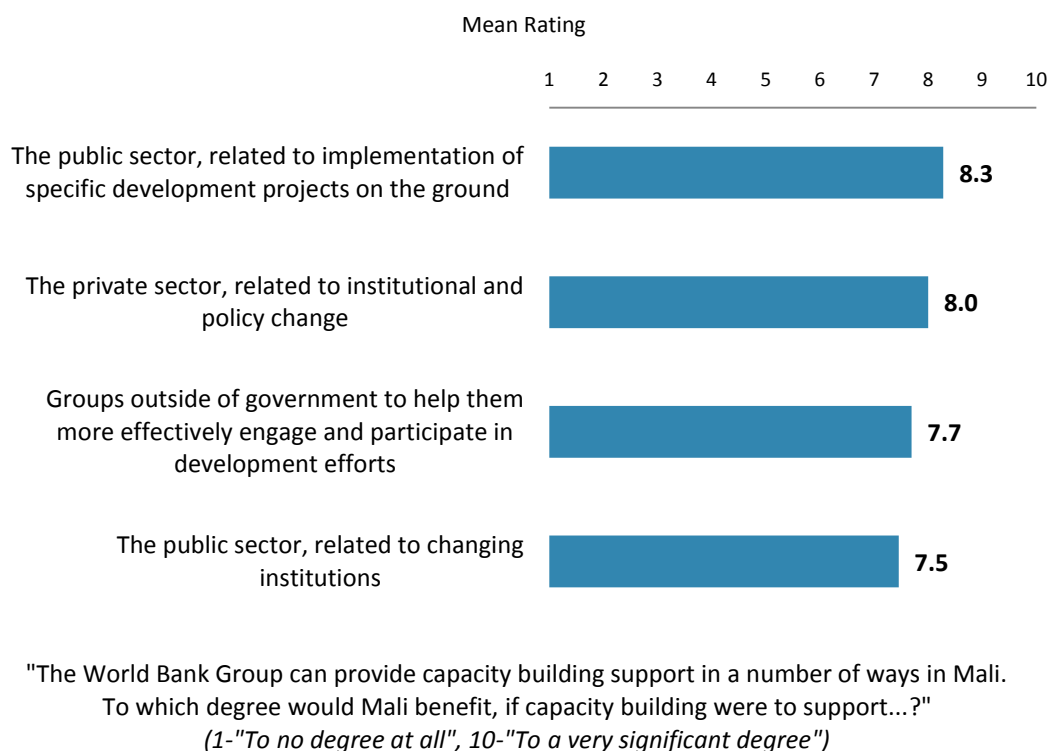 Mean Rating
1 2 3 4 5 6 7 8 9 10
The public sector, related to implementation of
specific development projects on the ground
8.3
The private sector, related to institutional and
policy change
8.0
Groups outside of government to help them
more effectively engage and participate in
development efforts
7.7
The public sector, related to changing
institutions
7.5
"The World Bank Group can provide capacity building support in a number of ways in Mali.
To which degree would Mali benefit, if capacity building were to support...?"
(1-"To no degree at all", 10-"To a very significant degree")